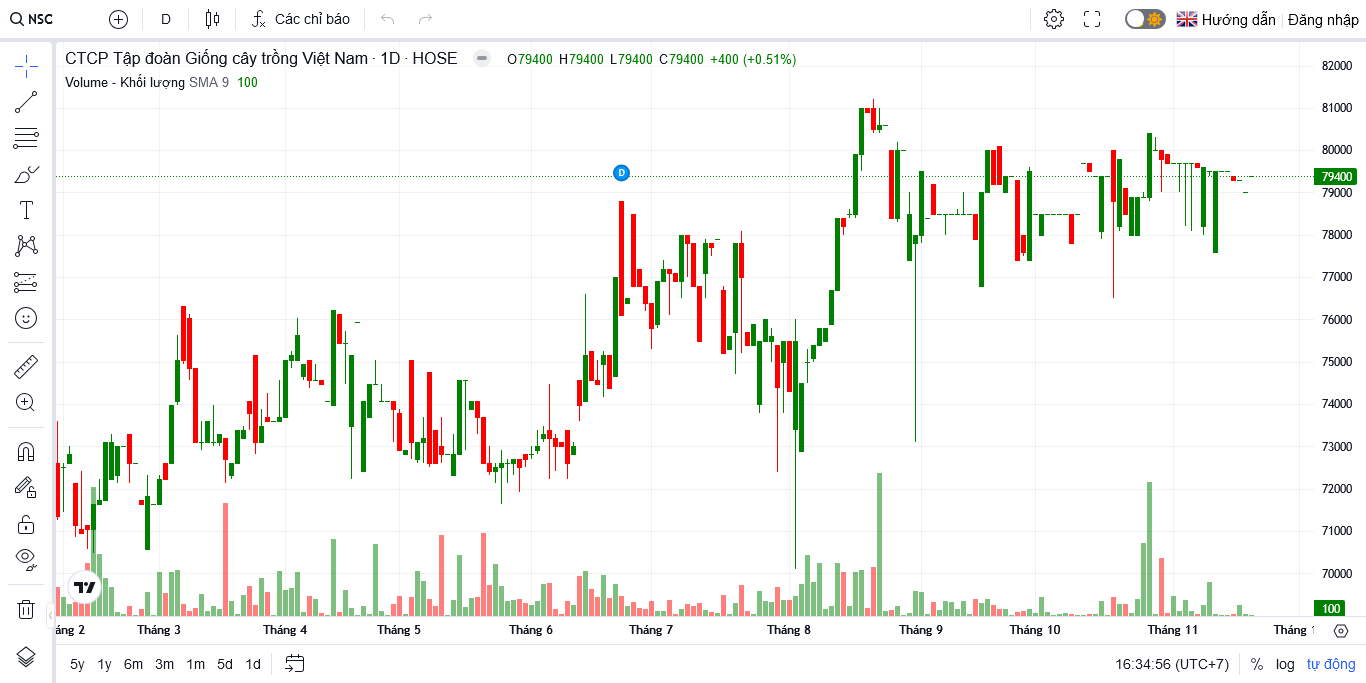 NSC D Các chỉ báo Hướng dẫn Đăng nhập
CTCP Tập đoàn Giống cây trồng Việt Nam · 1D · HOSE O79400 H79400 L79400 C79400 +400 (+0.51%)
Volume - Khối lượng SMA 9 100
82000
81000
80000
D
79400
79000
78000
77000
76000
75000
74000
73000
72000
71000
70000
100
áng 2 Tháng 3 Tháng 4 Tháng 5 Tháng 6 Tháng 7 Tháng 8 Tháng 9 Tháng 10 Tháng 11 Tháng 1
5y 1y 6m 3m 1m 5d 1d 16:34:56 (UTC+7) % log tự động